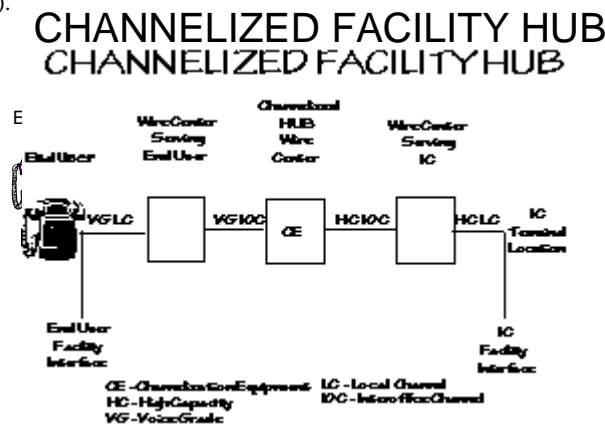 ).
CHANNELIZED FACILITY HUB
CHANNELIZED FACILITY HUB
E
Channelized
HUB
Wire
Center
Wire Center
Serving
End User
Wire Center
Serving
IC
End User
VG LC
VG IOC
CE
HC IOC
HC LC
IC
Terminal
Location
End User
Facility
Interface
IC
Facility
Interface
CE - Channelization Equipment
LC - Local Channel
HC - High Capacity
IOC - Interoffice Channel
VG - Voice Grade